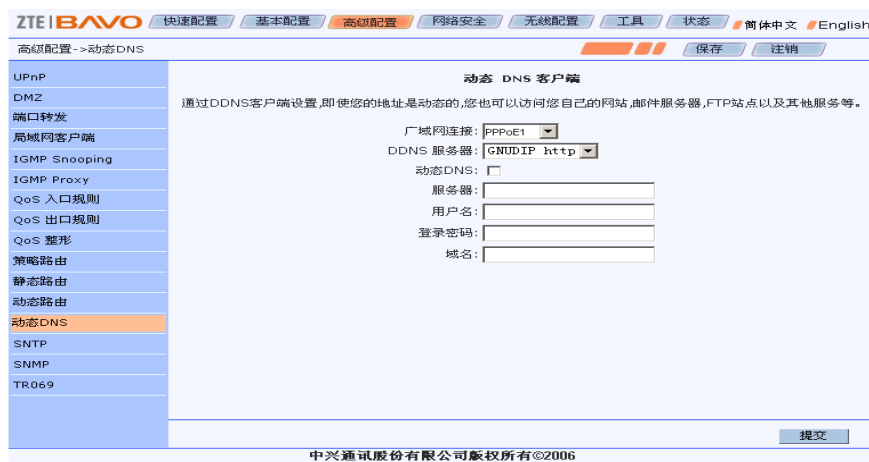 ZTE BAVO 快速配置 基本配置 高级配置 网络安全 无线配置 工具 状态 简体中文 English
高级配置->动态DNS 保存 注销
UPnP
DMZ
端口转发
局域网客户端
IGMP Snooping
IGMP Proxy
QoS 入口规则
QoS 出口规则
QoS 整形
策略路由
静态路由
动态路由
动态DNS
SNTP
SNMP
TR069
动态 DNS 客户端
通过DDNS客户端设置,即使您的地址是动态的,您也可以访问您自己的网站,邮件服务器,FTP站点以及其他服务等。
广域网连接: PPPoE1
DDNS 服务器: GNUDIP http
动态DNS:
服务器:
用户名:
登录密码:
域名:
提交
中兴通讯股份有限公司版权所有©2006